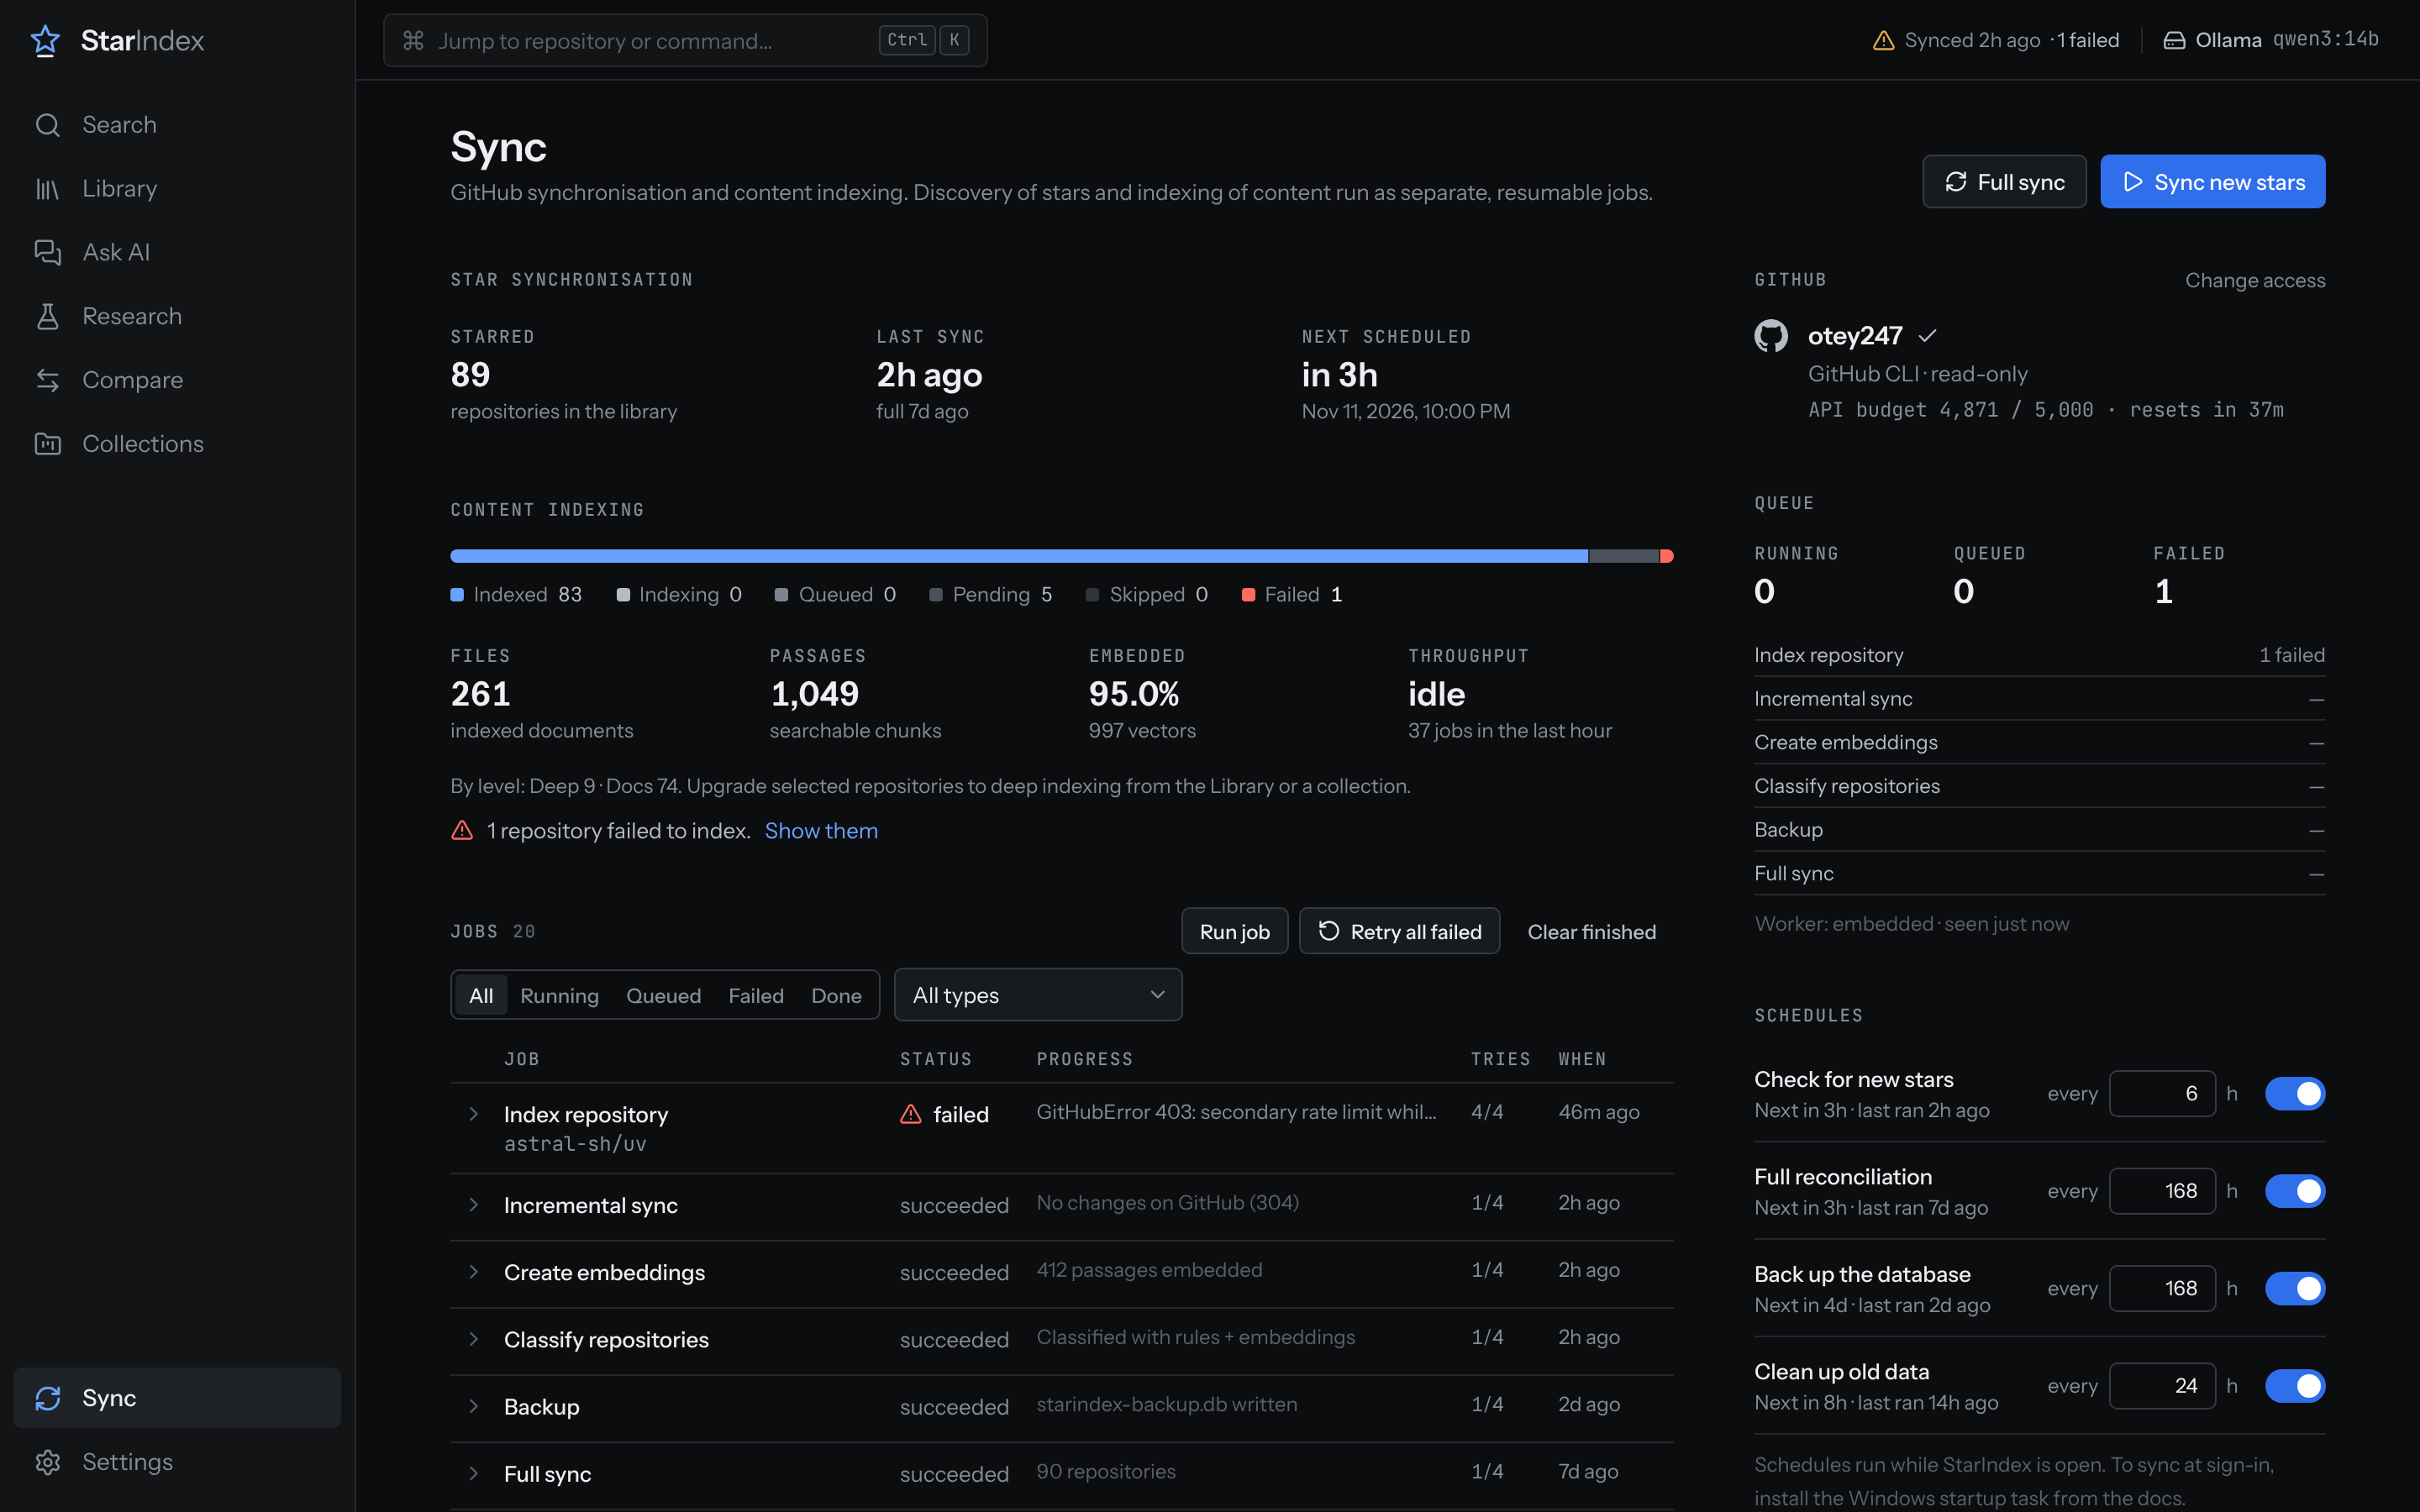 StarIndex
Search
Library
Ask AI
Research
Compare
Collections
Sync
Settings
Jump to repository or command... Ctrl K
Synced 2h ago · 1 failed
Ollama qwen3:14b
Sync
GitHub synchronisation and content indexing. Discovery of stars and indexing of content run as separate, resumable jobs.
Full sync
Sync new stars
STAR SYNCHRONISATION
STARRED LAST SYNC NEXT SCHEDULED
89 2h ago in 3h
repositories in the library full 7d ago Nov 11, 2026, 10:00 PM
CONTENT INDEXING
Indexed 83 Indexing 0 Queued 0 Pending 5 Skipped 0 Failed 1
FILES PASSAGES EMBEDDED THROUGHPUT
261 1,049 95.0% idle
indexed documents searchable chunks 997 vectors 37 jobs in the last hour
By level: Deep 9 · Docs 74. Upgrade selected repositories to deep indexing from the Library or a collection.
1 repository failed to index. Show them
JOBS 20
Run job Retry all failed Clear finished
All Running Queued Failed Done All types
JOB STATUS PROGRESS TRIES WHEN
Index repository failed GitHubError 403: secondary rate limit whil... 4/4 46m ago
astral-sh/uv
Incremental sync succeeded No changes on GitHub (304) 1/4 2h ago
Create embeddings succeeded 412 passages embedded 1/4 2h ago
Classify repositories succeeded Classified with rules + embeddings 1/4 2h ago
Backup succeeded starindex-backup.db written 1/4 2d ago
Full sync succeeded 90 repositories 1/4 7d ago
GITHUB Change access
otey247
GitHub CLI · read-only
API budget 4,871 / 5,000 · resets in 37m
QUEUE
RUNNING QUEUED FAILED
0 0 1
Index repository 1 failed
Incremental sync —
Create embeddings —
Classify repositories —
Backup —
Full sync —
Worker: embedded · seen just now
SCHEDULES
Check for new stars every 6 h
Next in 3h · last ran 2h ago
Full reconciliation every 168 h
Next in 3h · last ran 7d ago
Back up the database every 168 h
Next in 4d · last ran 2d ago
Clean up old data every 24 h
Next in 8h · last ran 14h ago
Schedules run while StarIndex is open. To sync at sign-in,
install the Windows startup task from the docs.